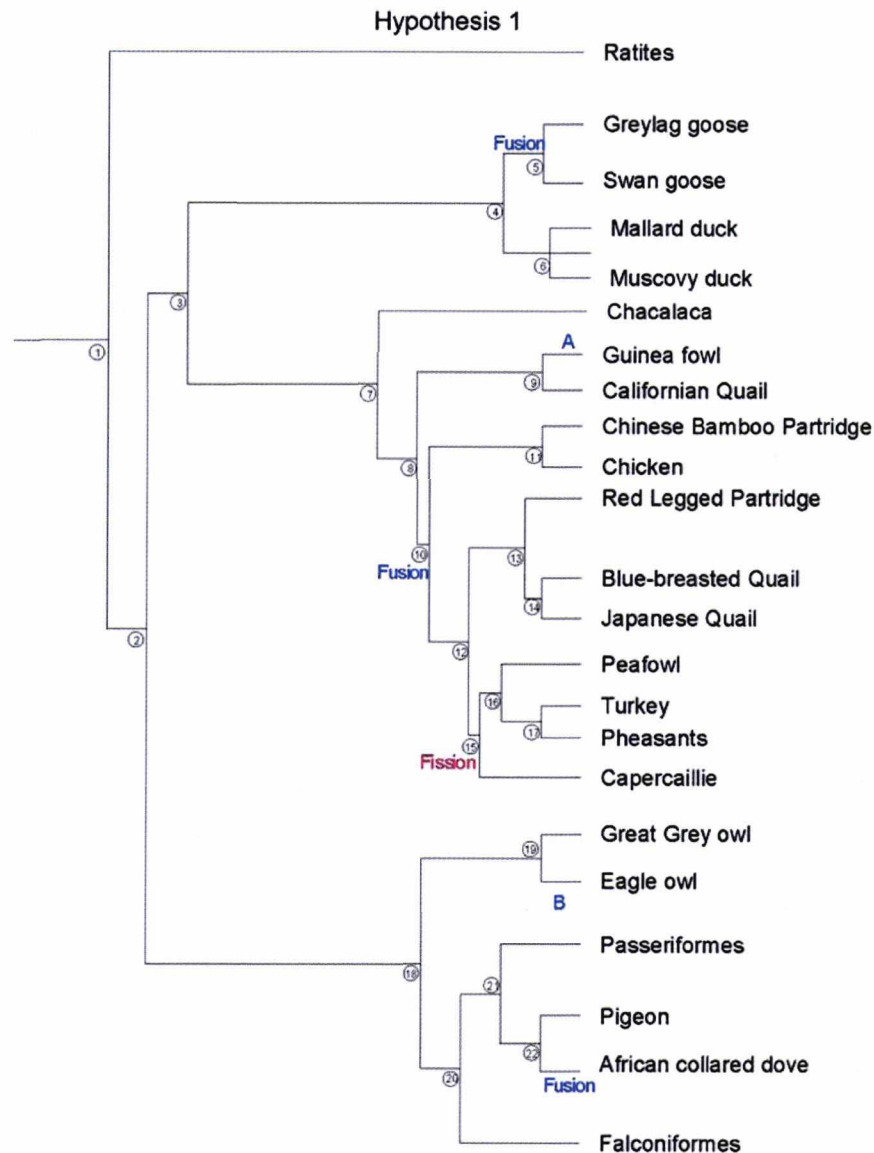 Hypothesis 1
Ratites
Greylag goose
Fusion
5
Swan goose
4
Mallard duck
6
Muscovy duck
3
Chacalaca
1
A
Guinea fowl
9
Californian Quail
7
Chinese Bamboo Partridge
11
8
Chicken
Red Legged Partridge
10
13
Fusion
Blue-breasted Quail
14
Japanese Quail
2
12
Peafowl
16
Turkey
17
Pheasants
15
Fission
Capercaillie
Great Grey owl
19
Eagle owl
B
Passeriformes
18
21
Pigeon
22
African collared dove
20
Fusion
Falconiformes